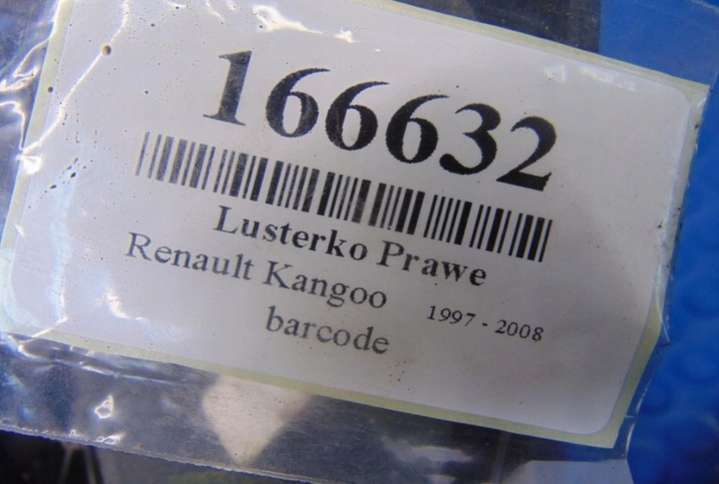 166632
Lusterko Prawe
Renault Kangoo 1997 - 2008
barcode